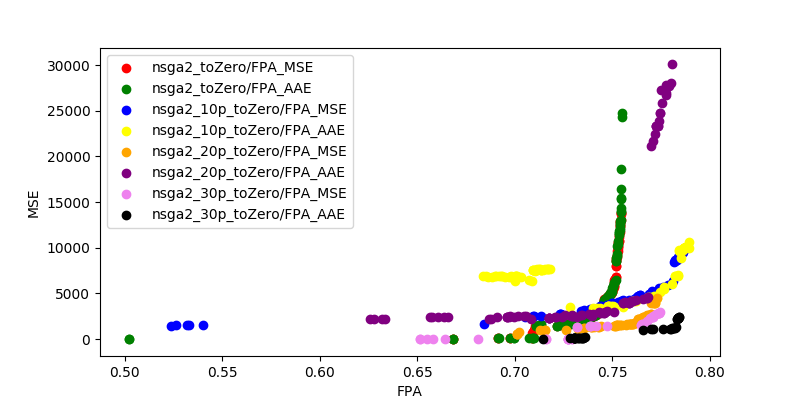 nsga2_toZero/FPA_MSE
nsga2_toZero/FPA_AAE
nsga2_10p_toZero/FPA_MSE
nsga2_10p_toZero/FPA_AAE
nsga2_20p_toZero/FPA_MSE
nsga2_20p_toZero/FPA_AAE
nsga2_30p_toZero/FPA_MSE
nsga2_30p_toZero/FPA_AAE
MSE
30000
25000
20000
15000
10000
5000
0
0.50 0.55 0.60 0.65 0.70 0.75 0.80
FPA